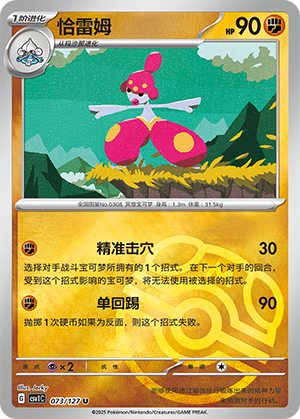 1阶进化
恰雷姆
HP 90
从玛沙那进化
全国图鉴No.0308 冥想宝可梦 身高：1.3m 体重：31.5kg
精准击穴 30
选择对手战斗宝可梦所拥有的1个招式。在下一个对手的回合，
受到这个招式影响的宝可梦，将无法使用被选择的招式。
单回踢 90
抛掷1次硬币如果为反面，则这个招式失败。
弱点 ×2 抗性 撤退
Illus. Jerky
G CSV1C 073/127 U
©2025 Pokémon/Nintendo/Creatures/GAME FREAK.